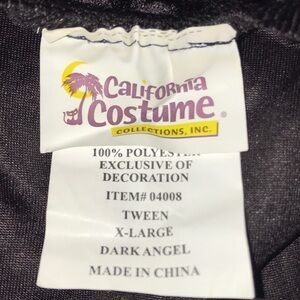 California
Costume
COLLECTIONS, INC.
100% POLYESTER
EXCLUSIVE OF
DECORATION
ITEM# 04008
TWEEN
X-LARGE
DARK ANGEL
MADE IN CHINA